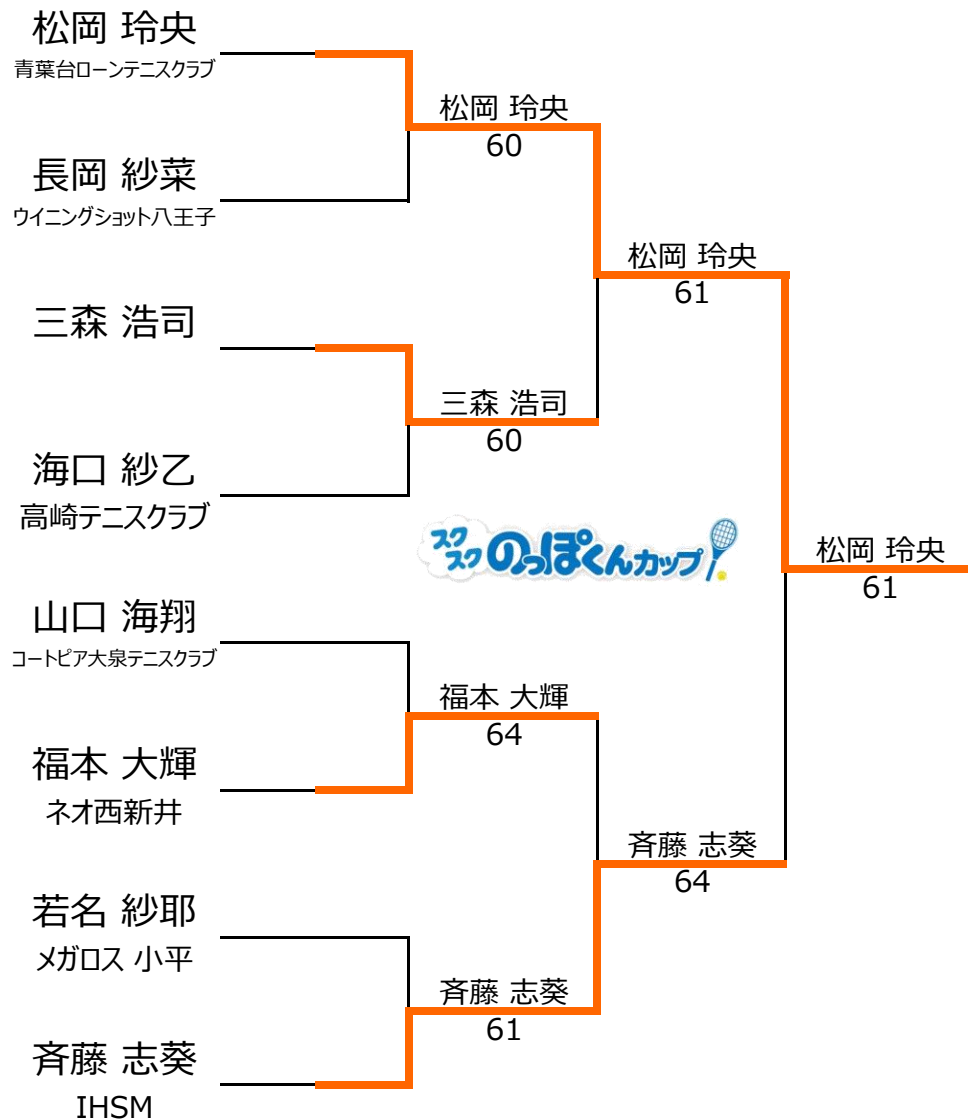 松岡 玲央
青葉台ローンテニスクラブ
松岡 玲央
60
長岡 紗菜
ウイニングショット八王子
松岡 玲央
61
三森 浩司
三森 浩司
60
海口 紗乙
高崎テニスクラブ
スクスク のっぽくんカップ
松岡 玲央
61
山口 海翔
コートピア大泉テニスクラブ
福本 大輝
64
福本 大輝
ネオ西新井
斉藤 志葵
64
若名 紗耶
メガロス 小平
斉藤 志葵
61
斉藤 志葵
IHSM